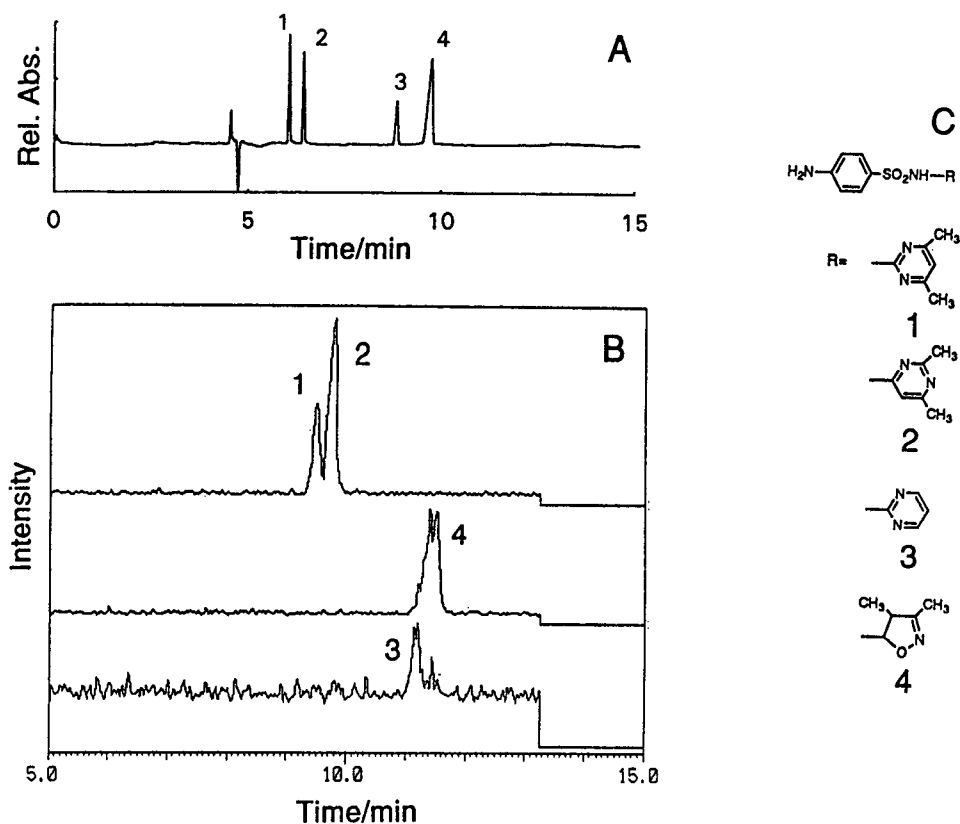 A
1
2
3
4
Rel. Abs.
0
5
10
15
Time/min
B
1
2
4
3
Intensity
5.0
10.0
15.0
Time/min
C
H₂N
SO₂NH—R
R=
N
N
CH₃
CH₃
1
N
N
CH₃
CH₃
2
N
N
3
CH₃
CH₃
O
N
4